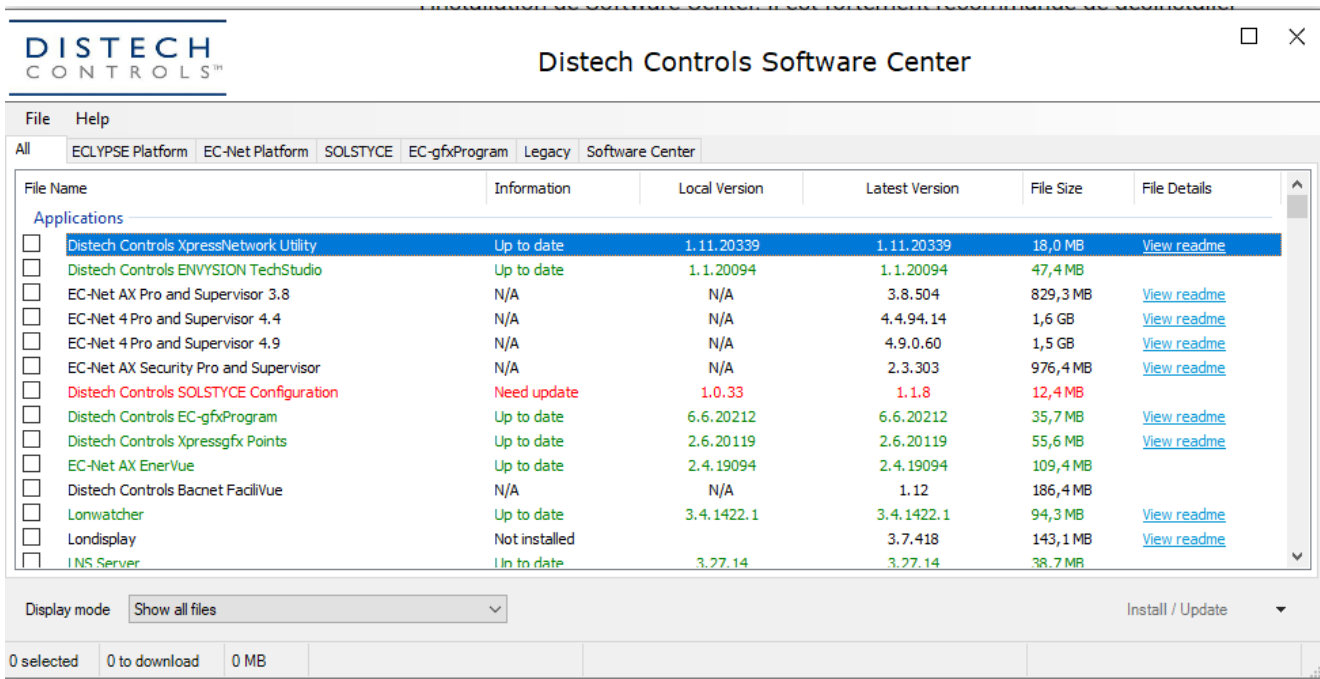 l'installation de Software Center. Il est fortement recommandé de désinstaller
DISTECH
CONTROLS™
Distech Controls Software Center
File Help
All ECLYPSE Platform EC-Net Platform SOLSTYCE EC-gfxProgram Legacy Software Center
File Name Information Local Version Latest Version File Size File Details
Applications
Distech Controls XpressNetwork Utility Up to date 1.11.20339 1.11.20339 18,0 MB View readme
Distech Controls ENVYSION TechStudio Up to date 1.1.20094 1.1.20094 47,4 MB
EC-Net AX Pro and Supervisor 3.8 N/A N/A 3.8.504 829,3 MB View readme
EC-Net 4 Pro and Supervisor 4.4 N/A N/A 4.4.94.14 1,6 GB View readme
EC-Net 4 Pro and Supervisor 4.9 N/A N/A 4.9.0.60 1,5 GB View readme
EC-Net AX Security Pro and Supervisor N/A N/A 2.3.303 976,4 MB View readme
Distech Controls SOLSTYCE Configuration Need update 1.0.33 1.1.8 12,4 MB
Distech Controls EC-gfxProgram Up to date 6.6.20212 6.6.20212 35,7 MB View readme
Distech Controls Xpressgfx Points Up to date 2.6.20119 2.6.20119 55,6 MB View readme
EC-Net AX EnerVue Up to date 2.4.19094 2.4.19094 109,4 MB
Distech Controls Bacnet FaciliVue N/A N/A 1.12 186,4 MB
Lonwatcher Up to date 3.4.1422.1 3.4.1422.1 94,3 MB View readme
Londisplay Not installed 3.7.418 143,1 MB View readme
LNS Server Up to date 3.27.14 3.27.14 38,7 MB
Display mode Show all files Install / Update
0 selected 0 to download 0 MB